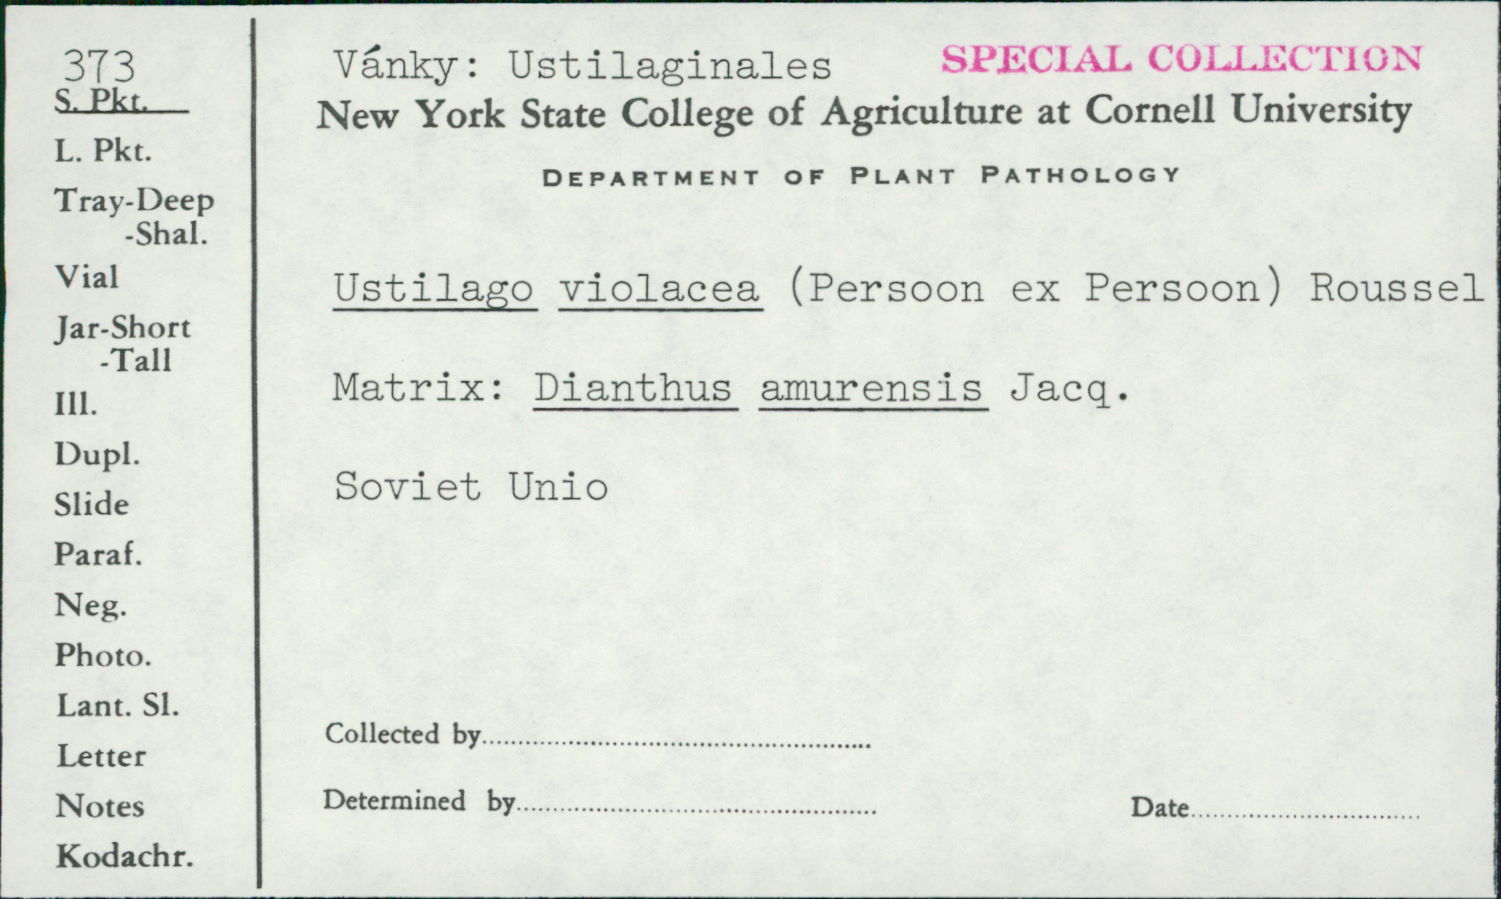 373
S. Pkt.
L. Pkt.
Tray-Deep
-Shal.
Vial
Jar-Short
-Tall
Ill.
Dupl.
Slide
Paraf.
Neg.
Photo.
Lant. Sl.
Letter
Notes
Kodachr.
Vánky: Ustilaginales
SPECIAL COLLECTION
New York State College of Agriculture at Cornell University
DEPARTMENT OF PLANT PATHOLOGY
Ustilago violacea (Persoon ex Persoon) Roussel
Matrix: Dianthus amurensis Jacq.
Soviet Unio
Collected by
Determined by
Date